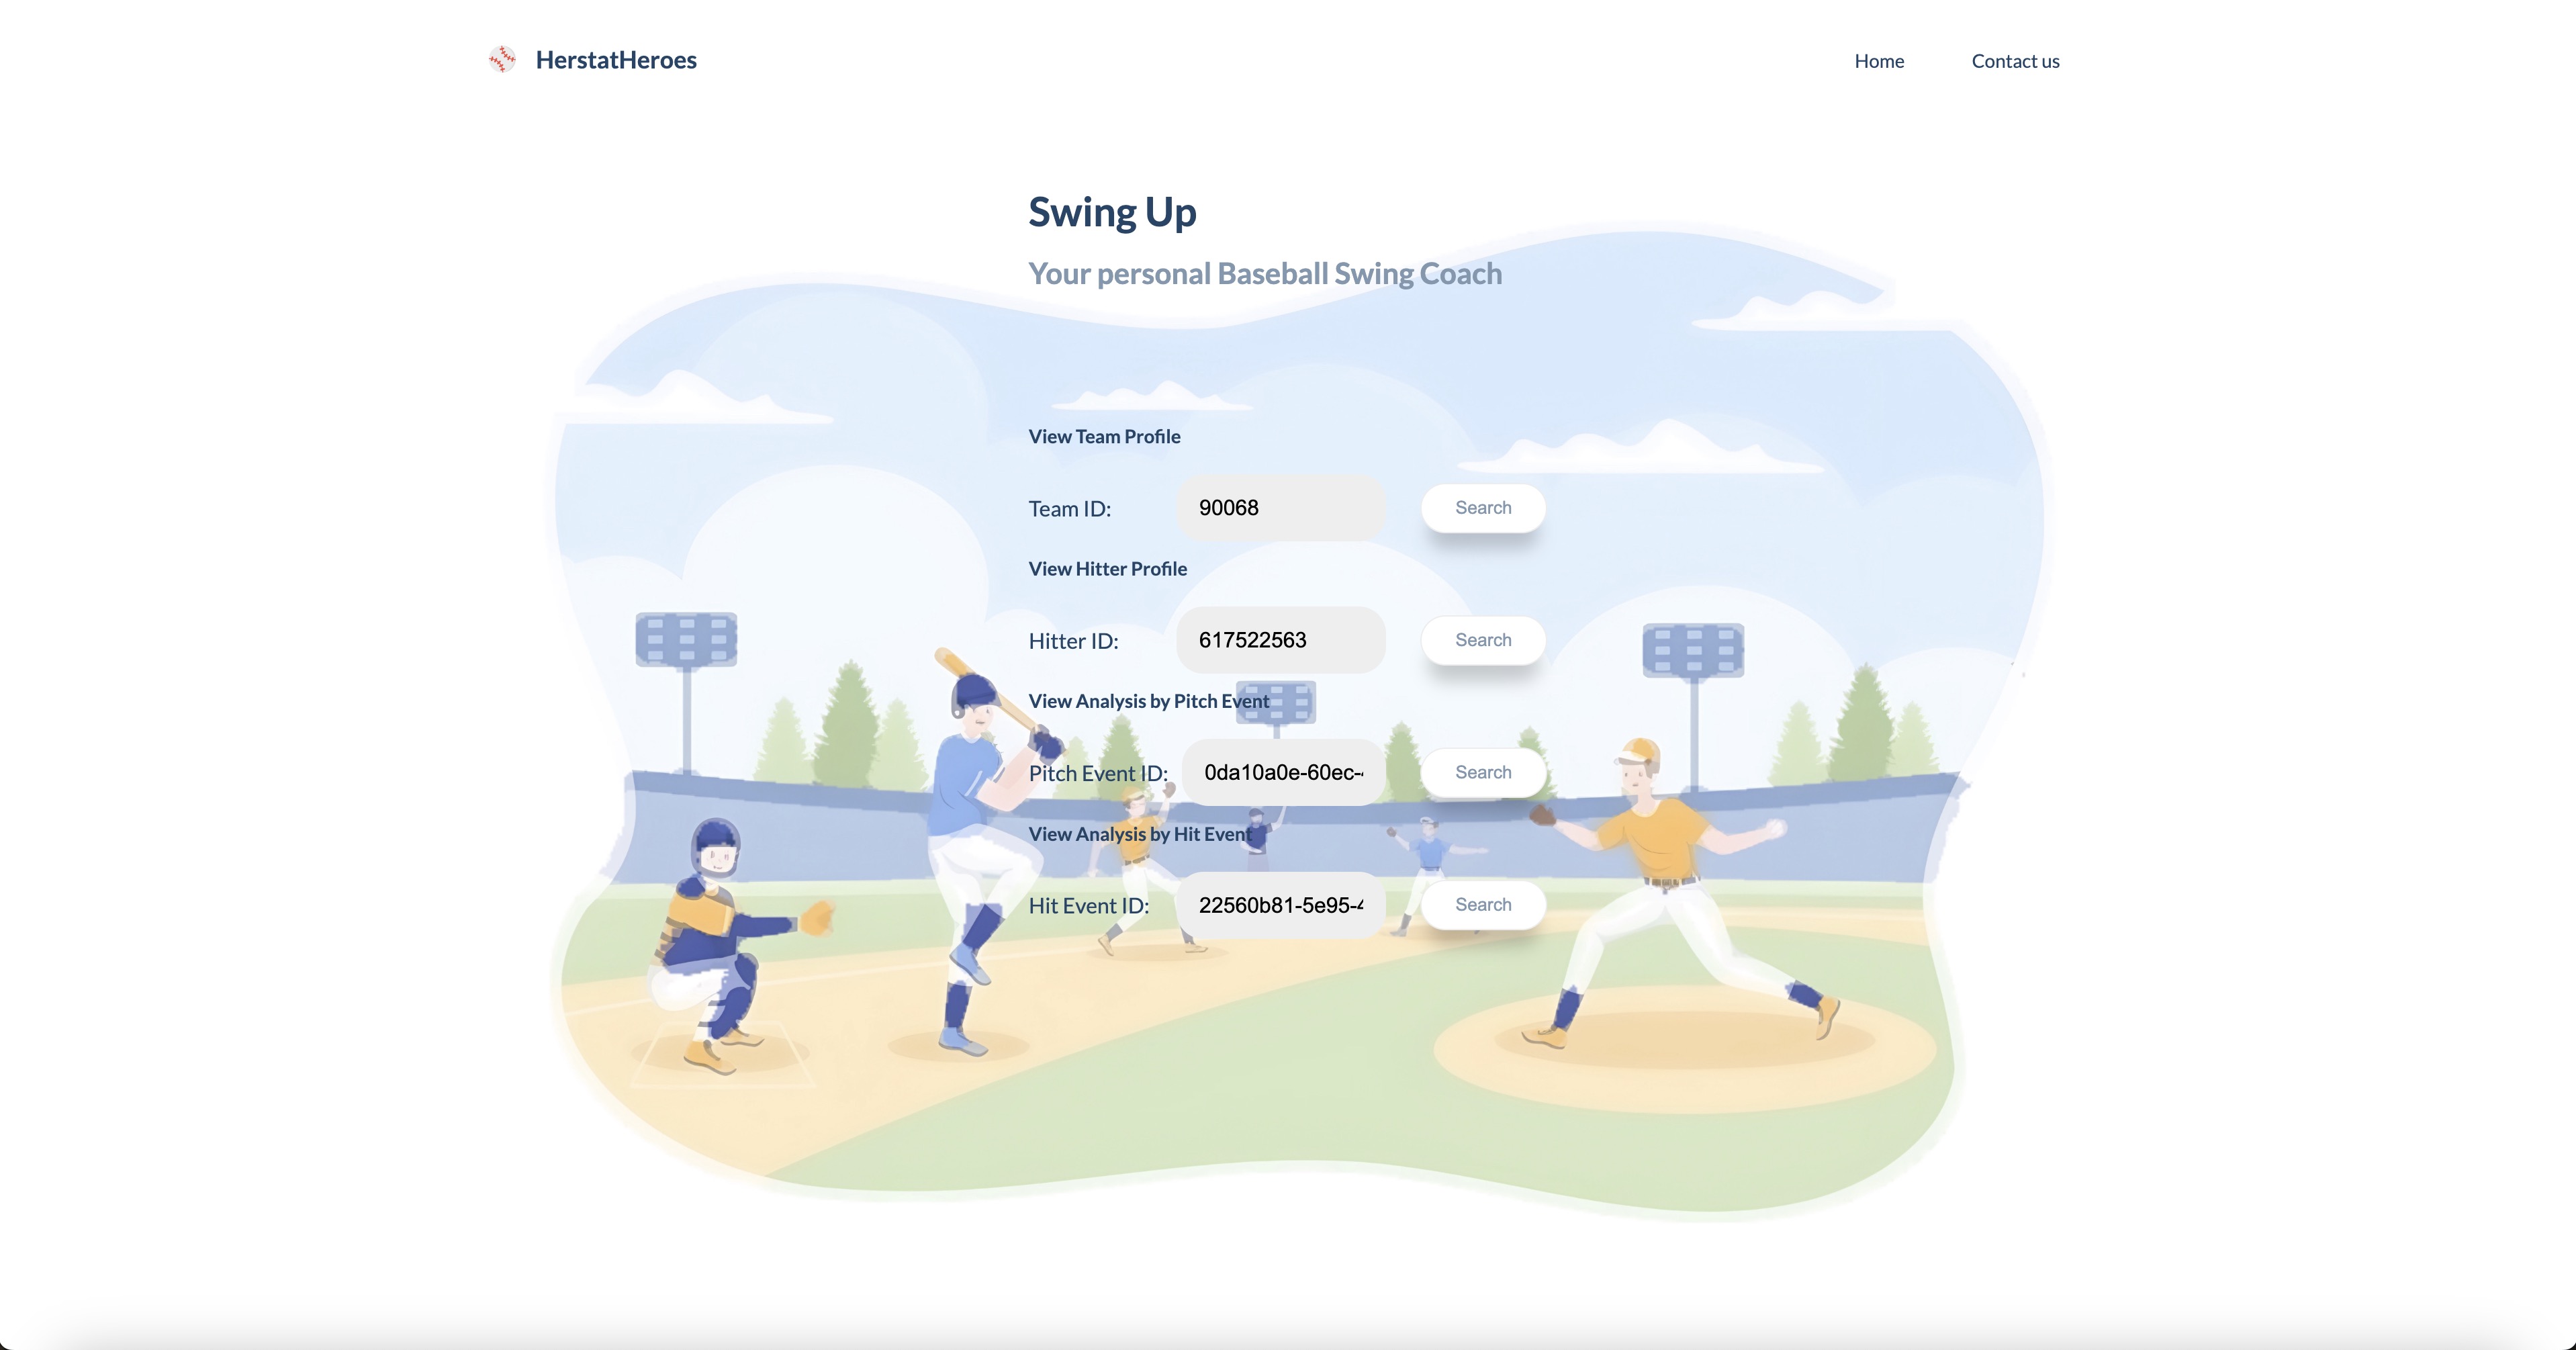 HerstatHeroes
Home
Contact us
Swing Up
Your personal Baseball Swing Coach
View Team Profile
Team ID:
90068
Search
View Hitter Profile
Hitter ID:
617522563
Search
View Analysis by Pitch Event
Pitch Event ID:
0da10a0e-60ec-
Search
View Analysis by Hit Event
Hit Event ID:
22560b81-5e95-4
Search